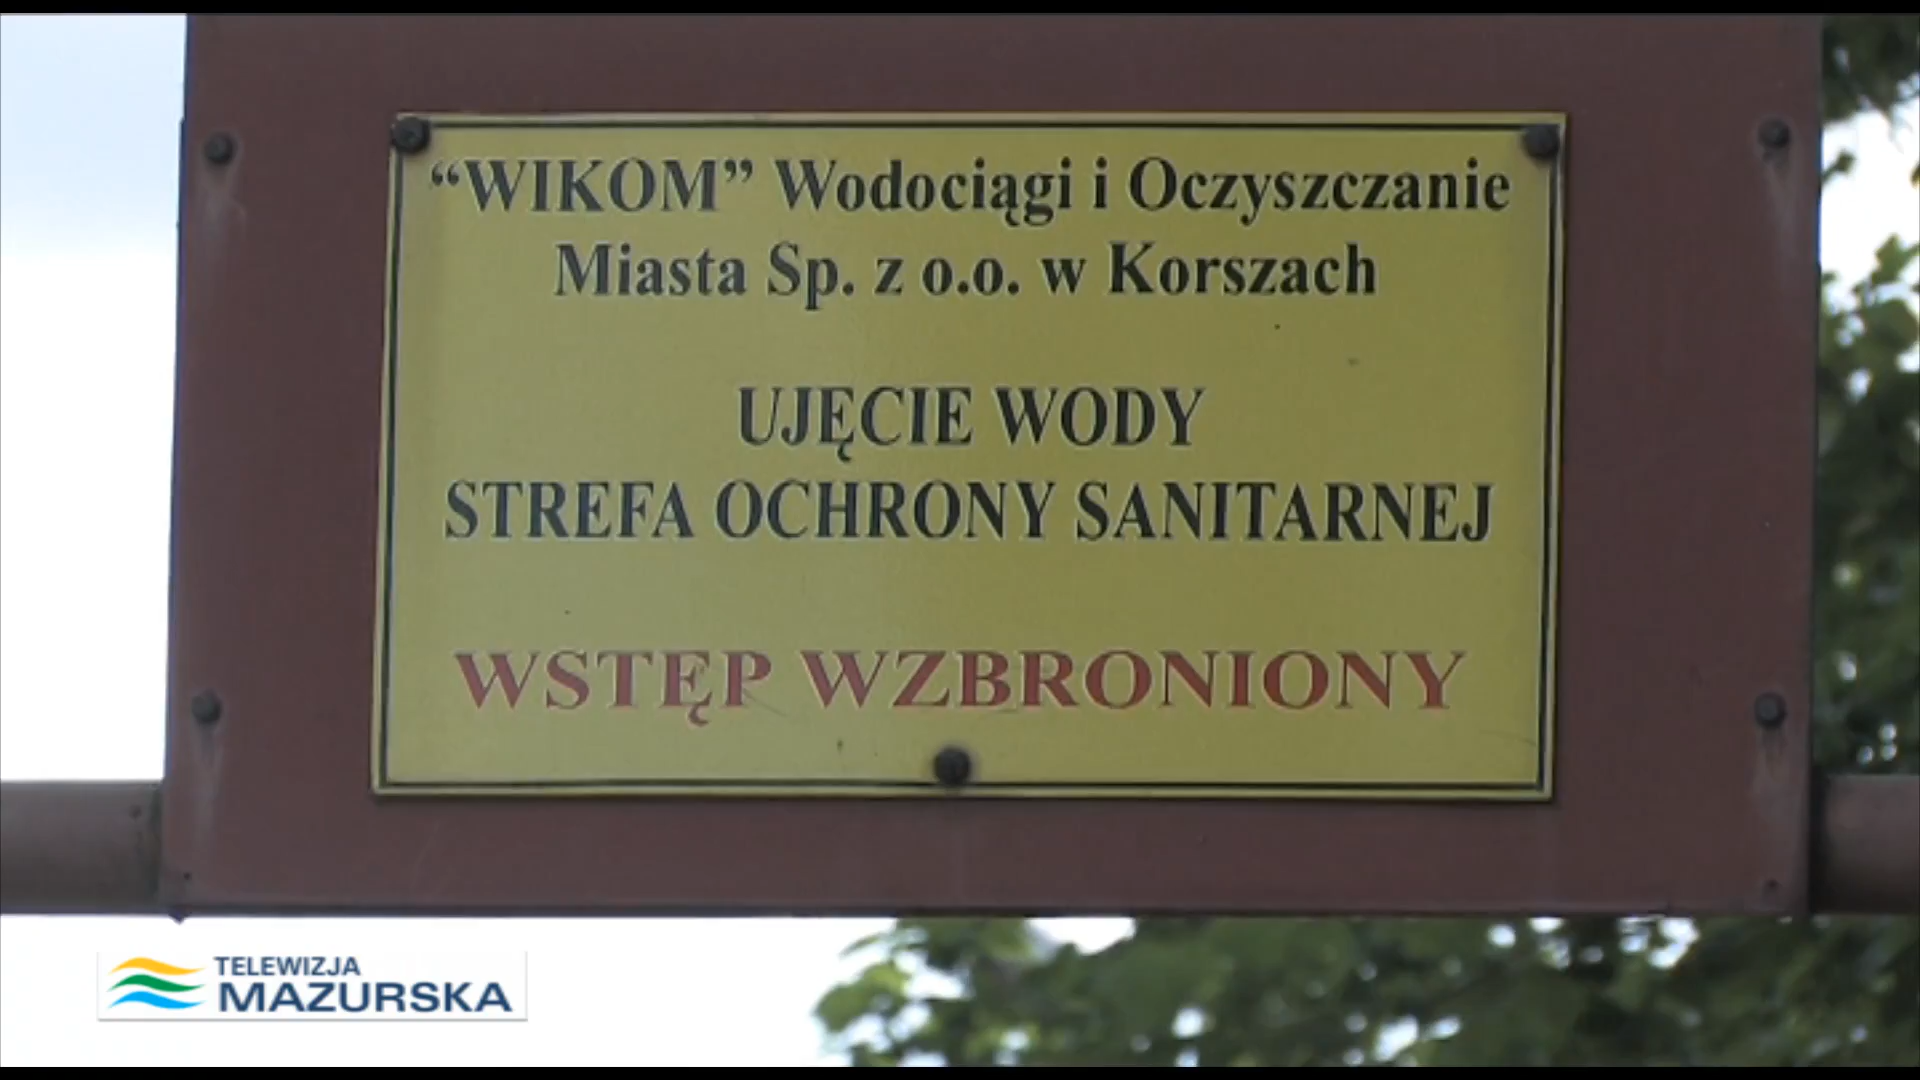 “WIKOM” Wodociągi i Oczyszczanie
Miasta Sp. z o.o. w Korszach
UJĘCIE WODY
STREFA OCHRONY SANITARNEJ
WSTĘP WZBRONIONY
TELEWIZJA
MAZURSKA